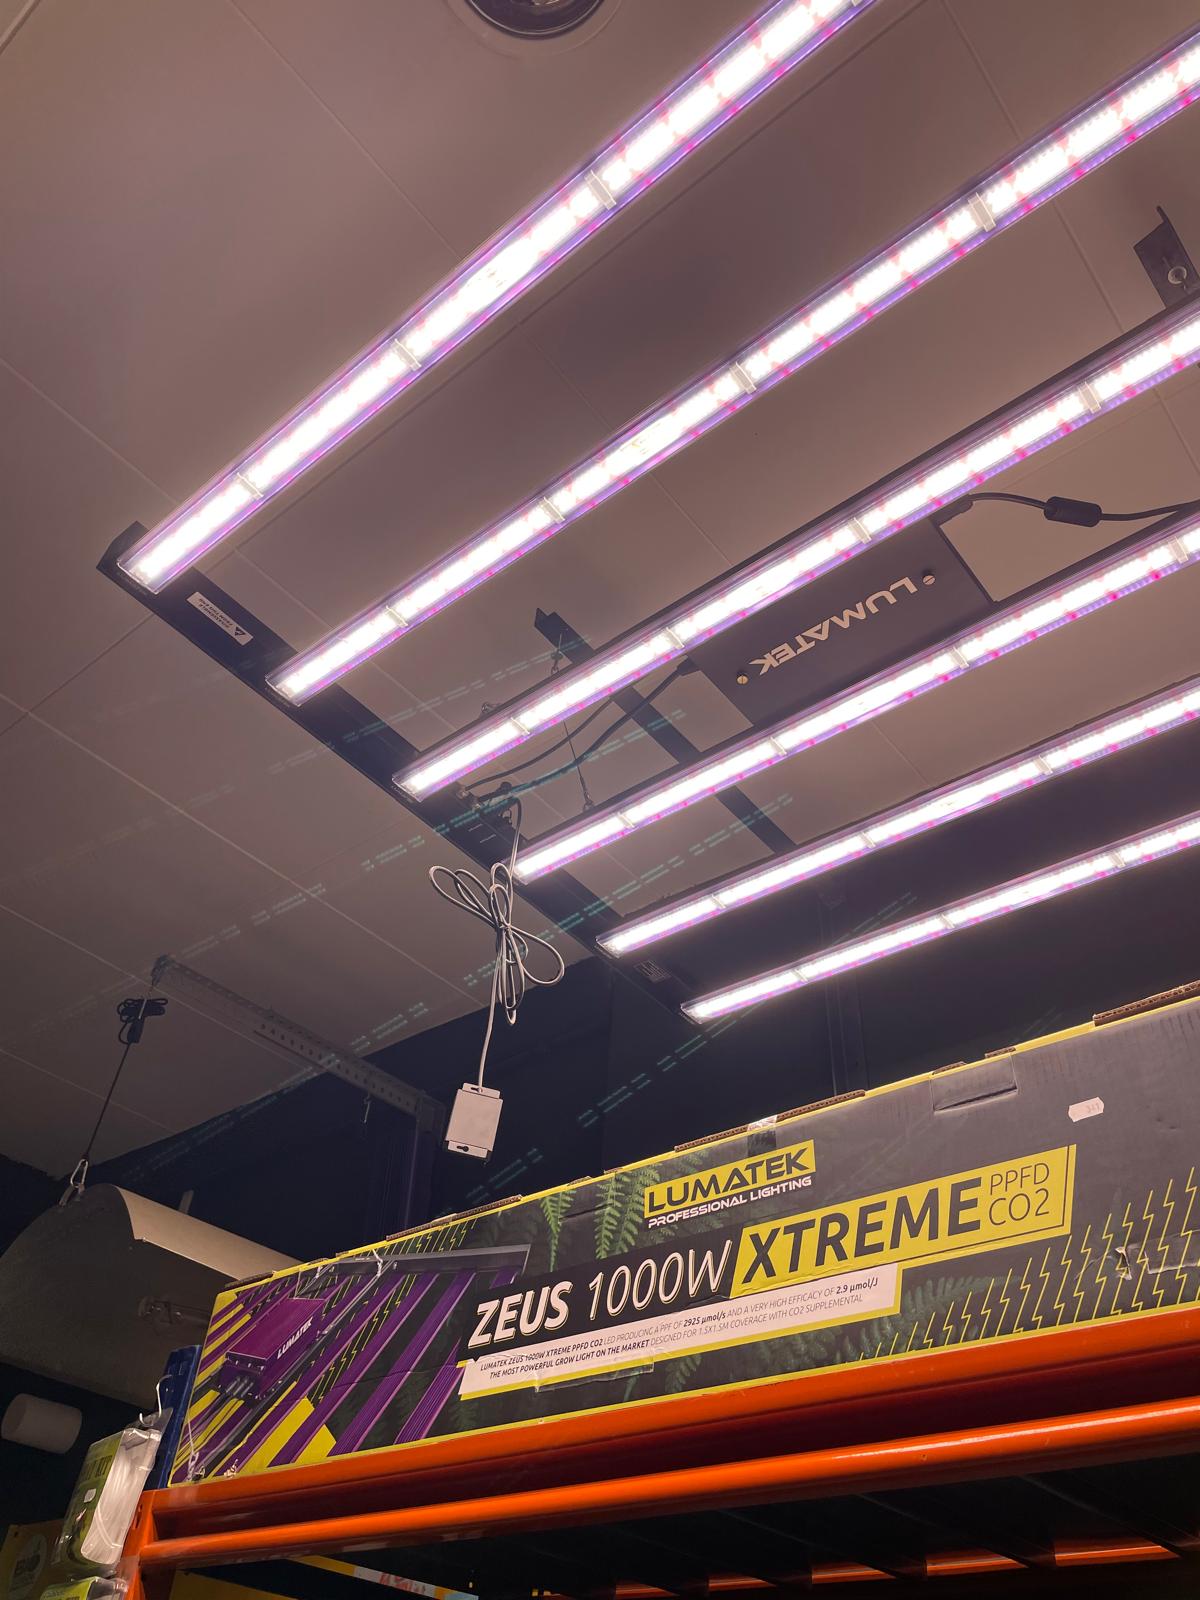 LUMATEK
LUMATEK
PROFESSIONAL LIGHTING
ZEUS 1000W XTREME PPFD
CO2
LUMATEK ZEUS 1000W XTREME PPFD CO2 LED PRODUCING A PPF OF 2925 µmol/s AND A VERY HIGH EFFICACY OF 2.9 µmol/J
THE MOST POWERFUL GROW LIGHT ON THE MARKET DESIGNED FOR 1.5X1.5M COVERAGE WITH CO2 SUPPLEMENTAL
LUMATEK